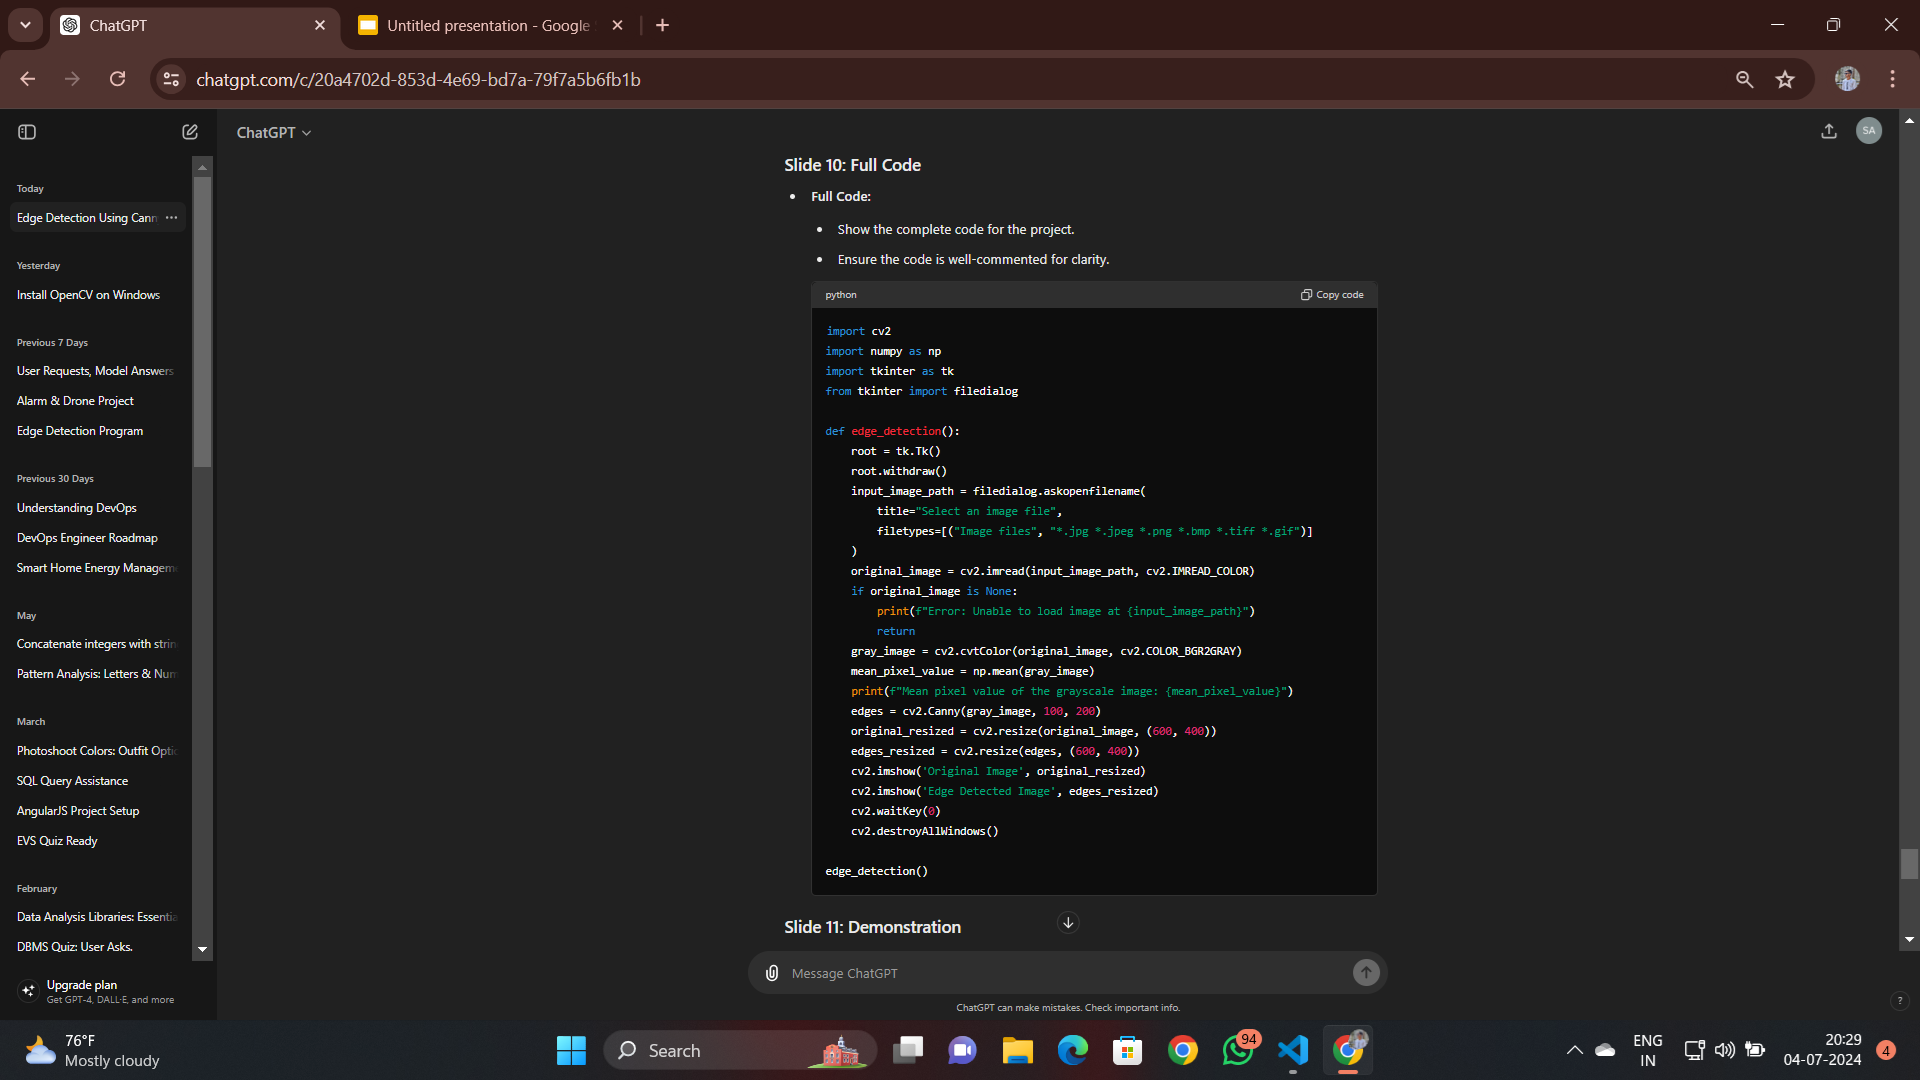 ChatGPT
Untitled presentation - Google
chatgpt.com/c/20a4702d-853d-4e69-bd7a-79f7a5b6fb1b
ChatGPT
SA
Today
Edge Detection Using Cann
Yesterday
Install OpenCV on Windows
Previous 7 Days
User Requests, Model Answers
Alarm & Drone Project
Edge Detection Program
Previous 30 Days
Understanding DevOps
DevOps Engineer Roadmap
Smart Home Energy Managem
May
Concatenate integers with strin
Pattern Analysis: Letters & Num
March
Photoshoot Colors: Outfit Optio
SQL Query Assistance
AngularJS Project Setup
EVS Quiz Ready
February
Data Analysis Libraries: Essentia
DBMS Quiz: User Asks.
Upgrade plan
Get GPT-4, DALL·E, and more
Slide 10: Full Code
• Full Code:
• Show the complete code for the project.
• Ensure the code is well-commented for clarity.
python
Copy code
import cv2
import numpy as np
import tkinter as tk
from tkinter import filedialog
def edge_detection():
root = tk.Tk()
root.withdraw()
input_image_path = filedialog.askopenfilename(
title="Select an image file",
filetypes=[("Image files", "*.jpg *.jpeg *.png *.bmp *.tiff *.gif")]
)
original_image = cv2.imread(input_image_path, cv2.IMREAD_COLOR)
if original_image is None:
print(f"Error: Unable to load image at {input_image_path}")
return
gray_image = cv2.cvtColor(original_image, cv2.COLOR_BGR2GRAY)
mean_pixel_value = np.mean(gray_image)
print(f"Mean pixel value of the grayscale image: {mean_pixel_value}")
edges = cv2.Canny(gray_image, 100, 200)
original_resized = cv2.resize(original_image, (600, 400))
edges_resized = cv2.resize(edges, (600, 400))
cv2.imshow('Original Image', original_resized)
cv2.imshow('Edge Detected Image', edges_resized)
cv2.waitKey(0)
cv2.destroyAllWindows()
edge_detection()
Slide 11: Demonstration
Message ChatGPT
ChatGPT can make mistakes. Check important info.
?
76°F
Mostly cloudy
Search
94
ENG
IN
20:29
04-07-2024
4